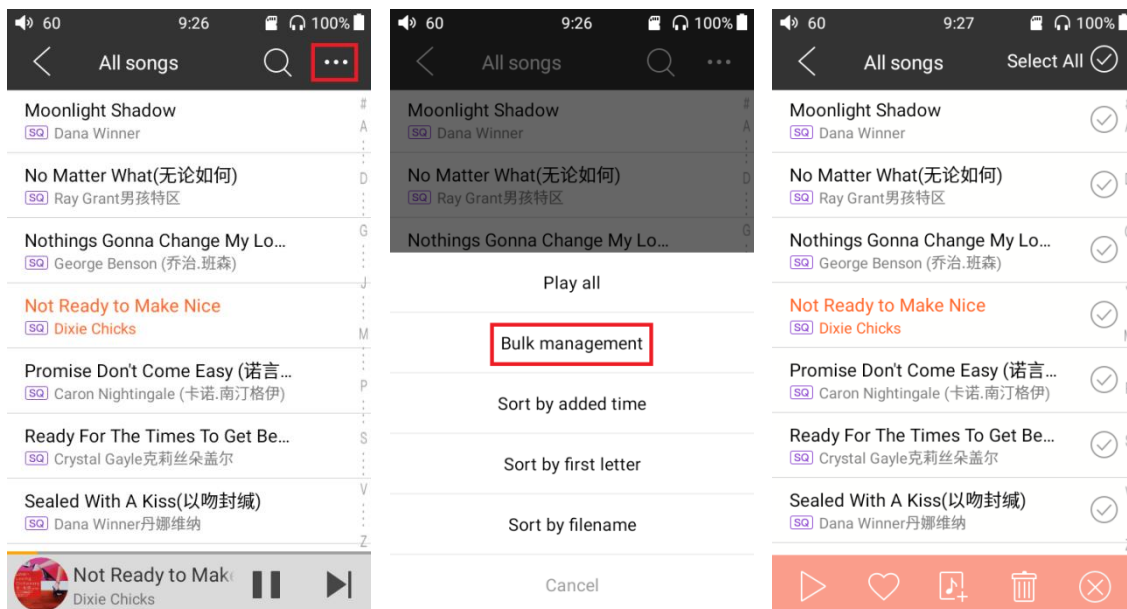 60 9:26 100%
All songs
Moonlight Shadow
SQ Dana Winner
No Matter What(无论如何)
SQ Ray Grant男孩特区
Nothings Gonna Change My Lo...
SQ George Benson (乔治.班森)
Not Ready to Make Nice
SQ Dixie Chicks
Promise Don't Come Easy (诺言...
SQ Caron Nightingale (卡诺.南汀格伊)
Ready For The Times To Get Be...
SQ Crystal Gayle克莉丝朵盖尔
Sealed With A Kiss(以吻封缄)
SQ Dana Winner丹娜维纳
#
A
D
G
J
M
P
S
V
Z
Not Ready to Make
Dixie Chicks
60 9:26 100%
All songs
Moonlight Shadow
SQ Dana Winner
No Matter What(无论如何)
SQ Ray Grant男孩特区
Nothings Gonna Change My Lo...
#
A
D
G
Play all
Bulk management
Sort by added time
Sort by first letter
Sort by filename
Cancel
60 9:27 100%
All songs Select All
Moonlight Shadow
SQ Dana Winner
No Matter What(无论如何)
SQ Ray Grant男孩特区
Nothings Gonna Change My Lo...
SQ George Benson (乔治.班森)
Not Ready to Make Nice
SQ Dixie Chicks
Promise Don't Come Easy (诺言...
SQ Caron Nightingale (卡诺.南汀格伊)
Ready For The Times To Get Be...
SQ Crystal Gayle克莉丝朵盖尔
Sealed With A Kiss(以吻封缄)
SQ Dana Winner丹娜维纳